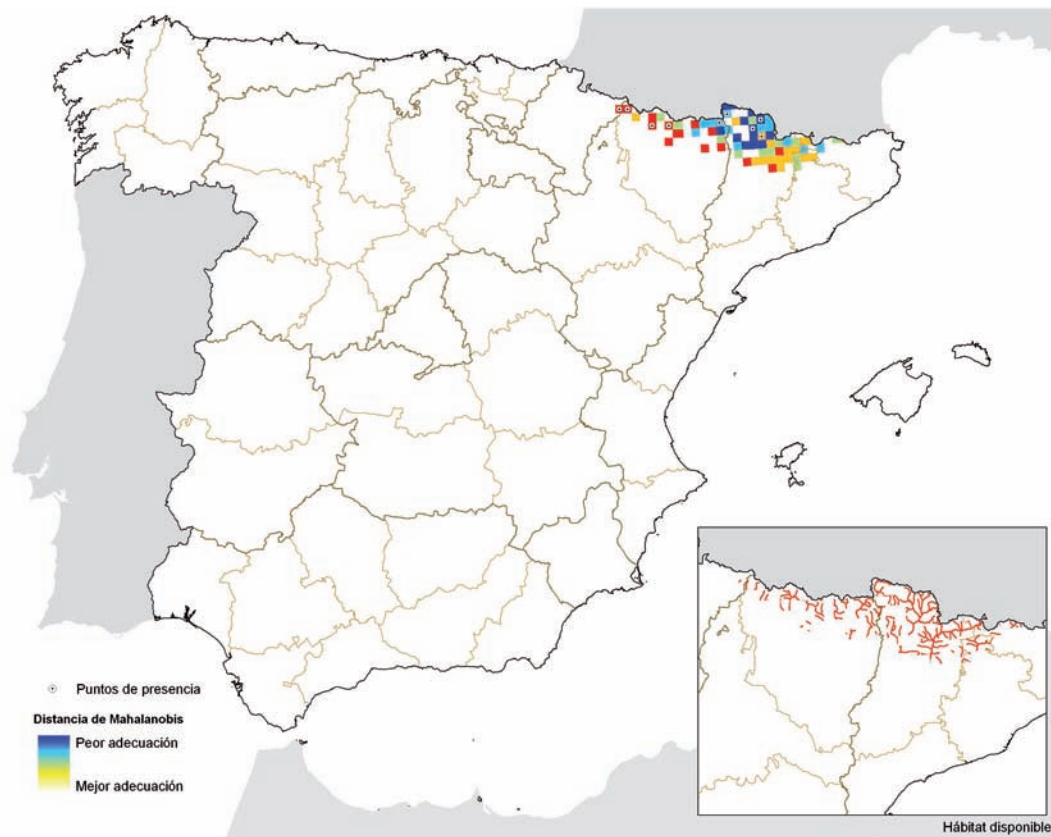 Puntos de presencia
Distancia de Mahalanobis
Peor adecuación
Mejor adecuación
Hábitat disponible